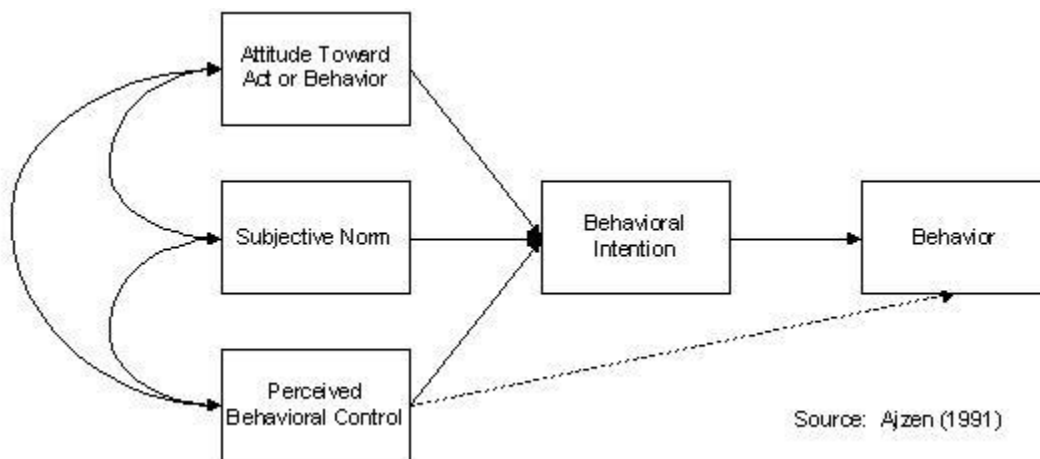 Attitude Toward
Act or Behavior
Subjective Norm
Behavioral
Intention
Behavior
Perceived
Behavioral Control
Source: Ajzen (1991)